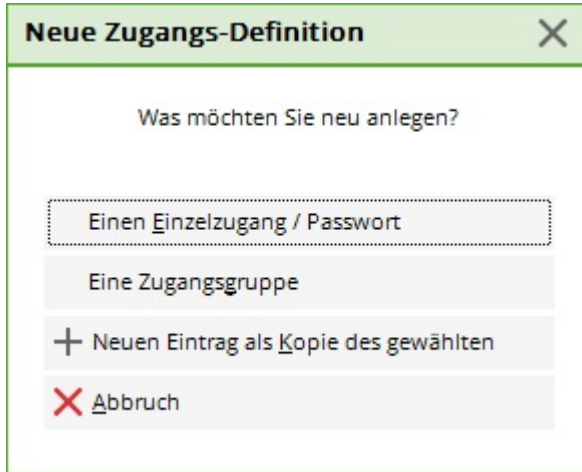 Neue Zugangs-Definition
Was möchten Sie neu anlegen?
Einen Einzelzugang / Passwort
Eine Zugangsgruppe
Neuen Eintrag als Kopie des gewählten
Abbruch